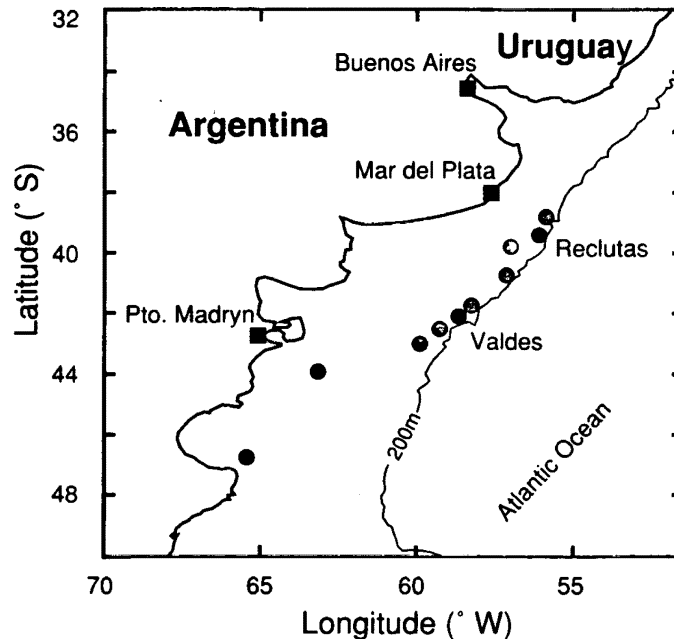 32
36
40
44
48
Latitude (° S)
Uruguay
Buenos Aires
Argentina
Mar del Plata
Reclutas
Pto. Madryn
Valdes
200m
Atlantic Ocean
70
65
60
55
Longitude (° W)